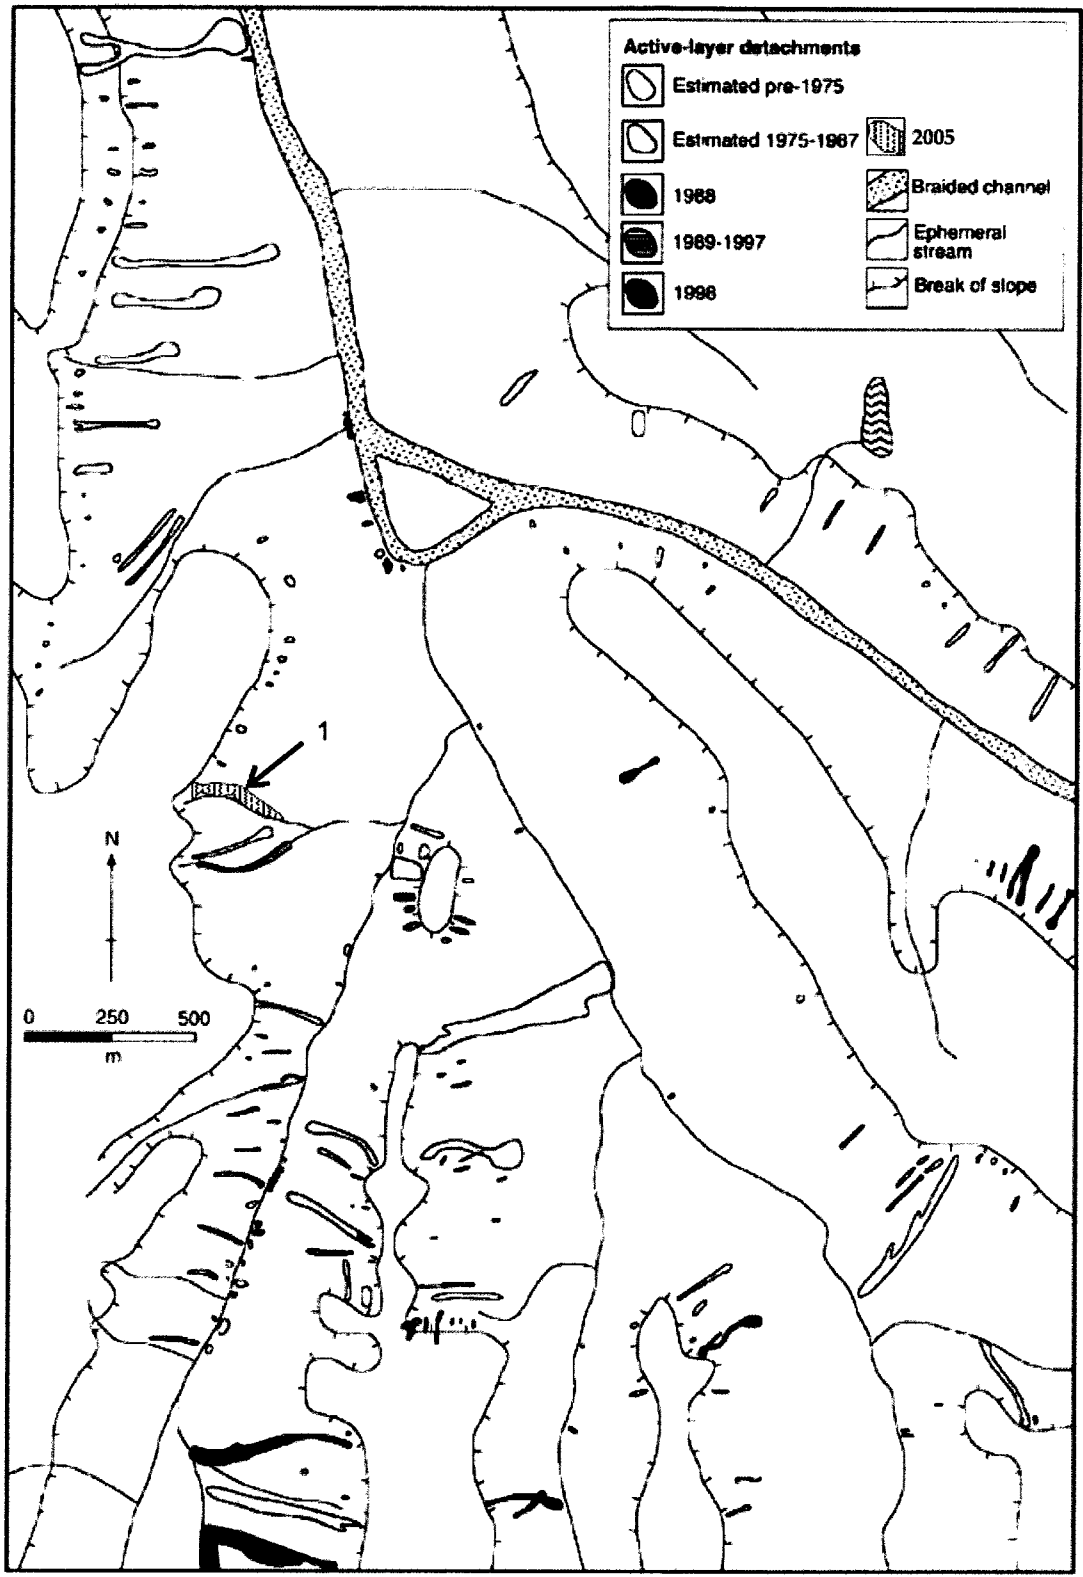 Active-layer detachments
Estimated pre-1975
Estimated 1975-1987
2005
1988
Braided channel
1989-1997
Ephemeral
stream
1998
Break of slope
1
N
0 250 500
m